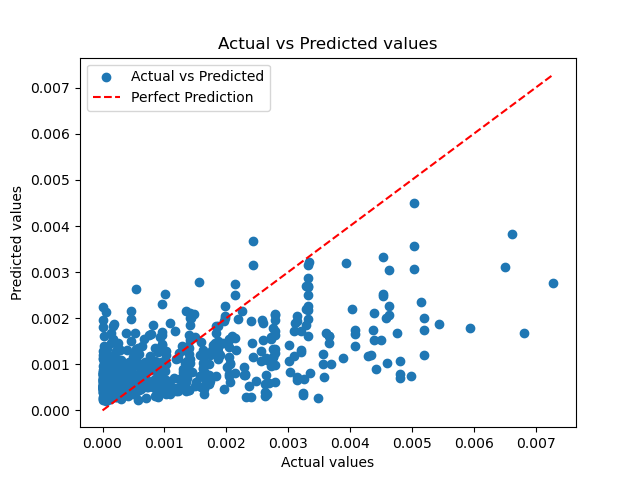 Actual vs Predicted values
Actual vs Predicted
Perfect Prediction
0.007
0.006
0.005
0.004
0.003
0.002
0.001
0.000
Predicted values
0.000 0.001 0.002 0.003 0.004 0.005 0.006 0.007
Actual values